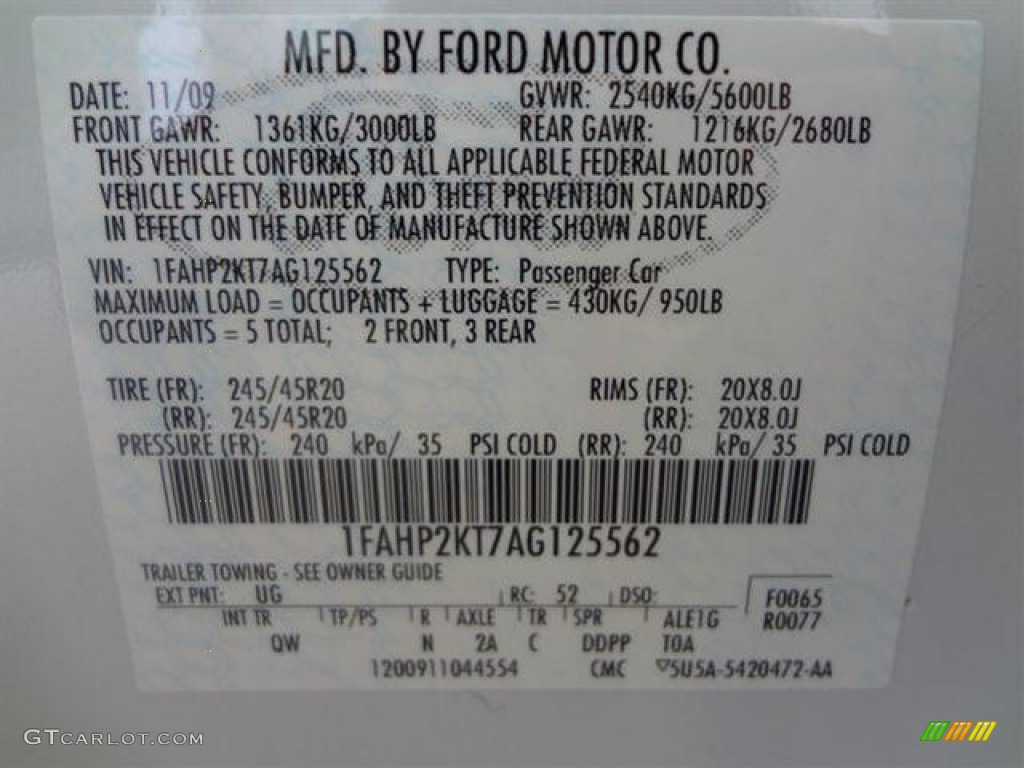 MFD. BY FORD MOTOR CO.
DATE: 11/09 GVWR: 2540KG/5600LB
FRONT GAWR: 1361KG/3000LB REAR GAWR: 1216KG/2680LB
THIS VEHICLE CONFORMS TO ALL APPLICABLE FEDERAL MOTOR
VEHICLE SAFETY, BUMPER, AND THEFT PREVENTION STANDARDS
IN EFFECT ON THE DATE OF MANUFACTURE SHOWN ABOVE.
VIN: 1FAHP2KT7AG125562 TYPE: Passenger Car
MAXIMUM LOAD = OCCUPANTS + LUGGAGE = 430KG/ 950LB
OCCUPANTS = 5 TOTAL; 2 FRONT, 3 REAR
TIRE (FR): 245/45R20 RIMS (FR): 20X8.0J
(RR): 245/45R20 (RR): 20X8.0J
PRESSURE (FR): 240 kPa/ 35 PSI COLD (RR): 240 kPa/ 35 PSI COLD
1FAHP2KT7AG125562
TRAILER TOWING - SEE OWNER GUIDE
EXT PNT: UG RC: 52 DSO: F0065
INT TR TP/PS R AXLE TR SPR ALE1G R0077
QW N 2A C DDPP TOA
1200911044554 CMC ▽5U5A-5420472-AA
GTCARLOT.COM